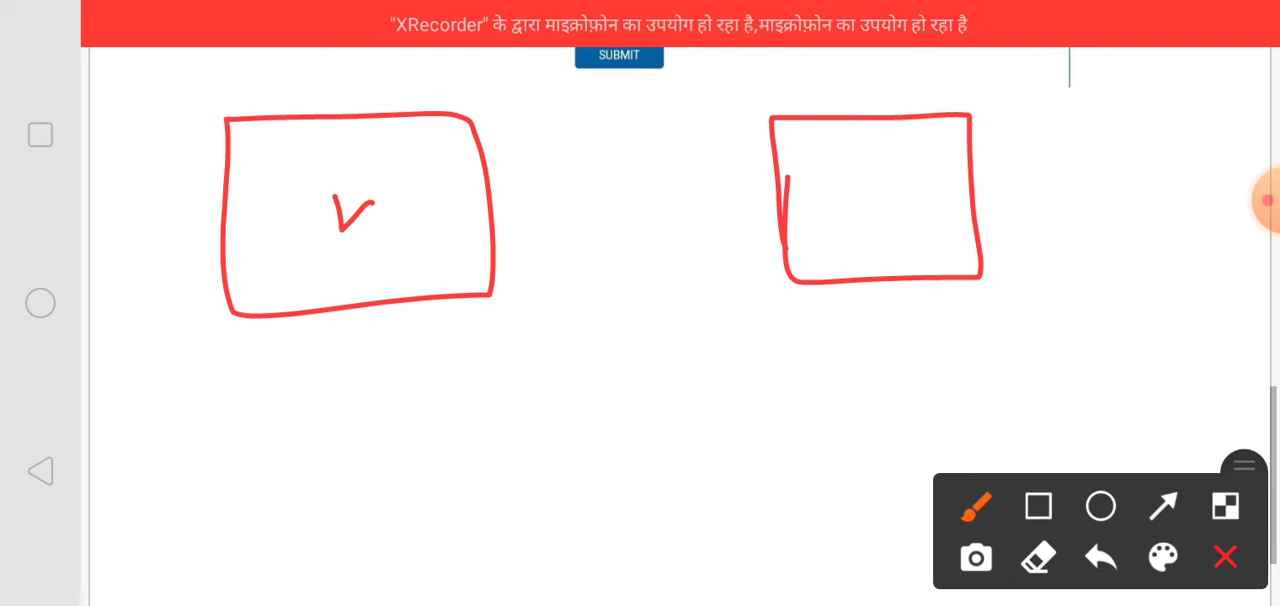 "XRecorder" के द्वारा माइक्रोफ़ोन का उपयोग हो रहा है,माइक्रोफ़ोन का उपयोग हो रहा है
SUBMIT
V